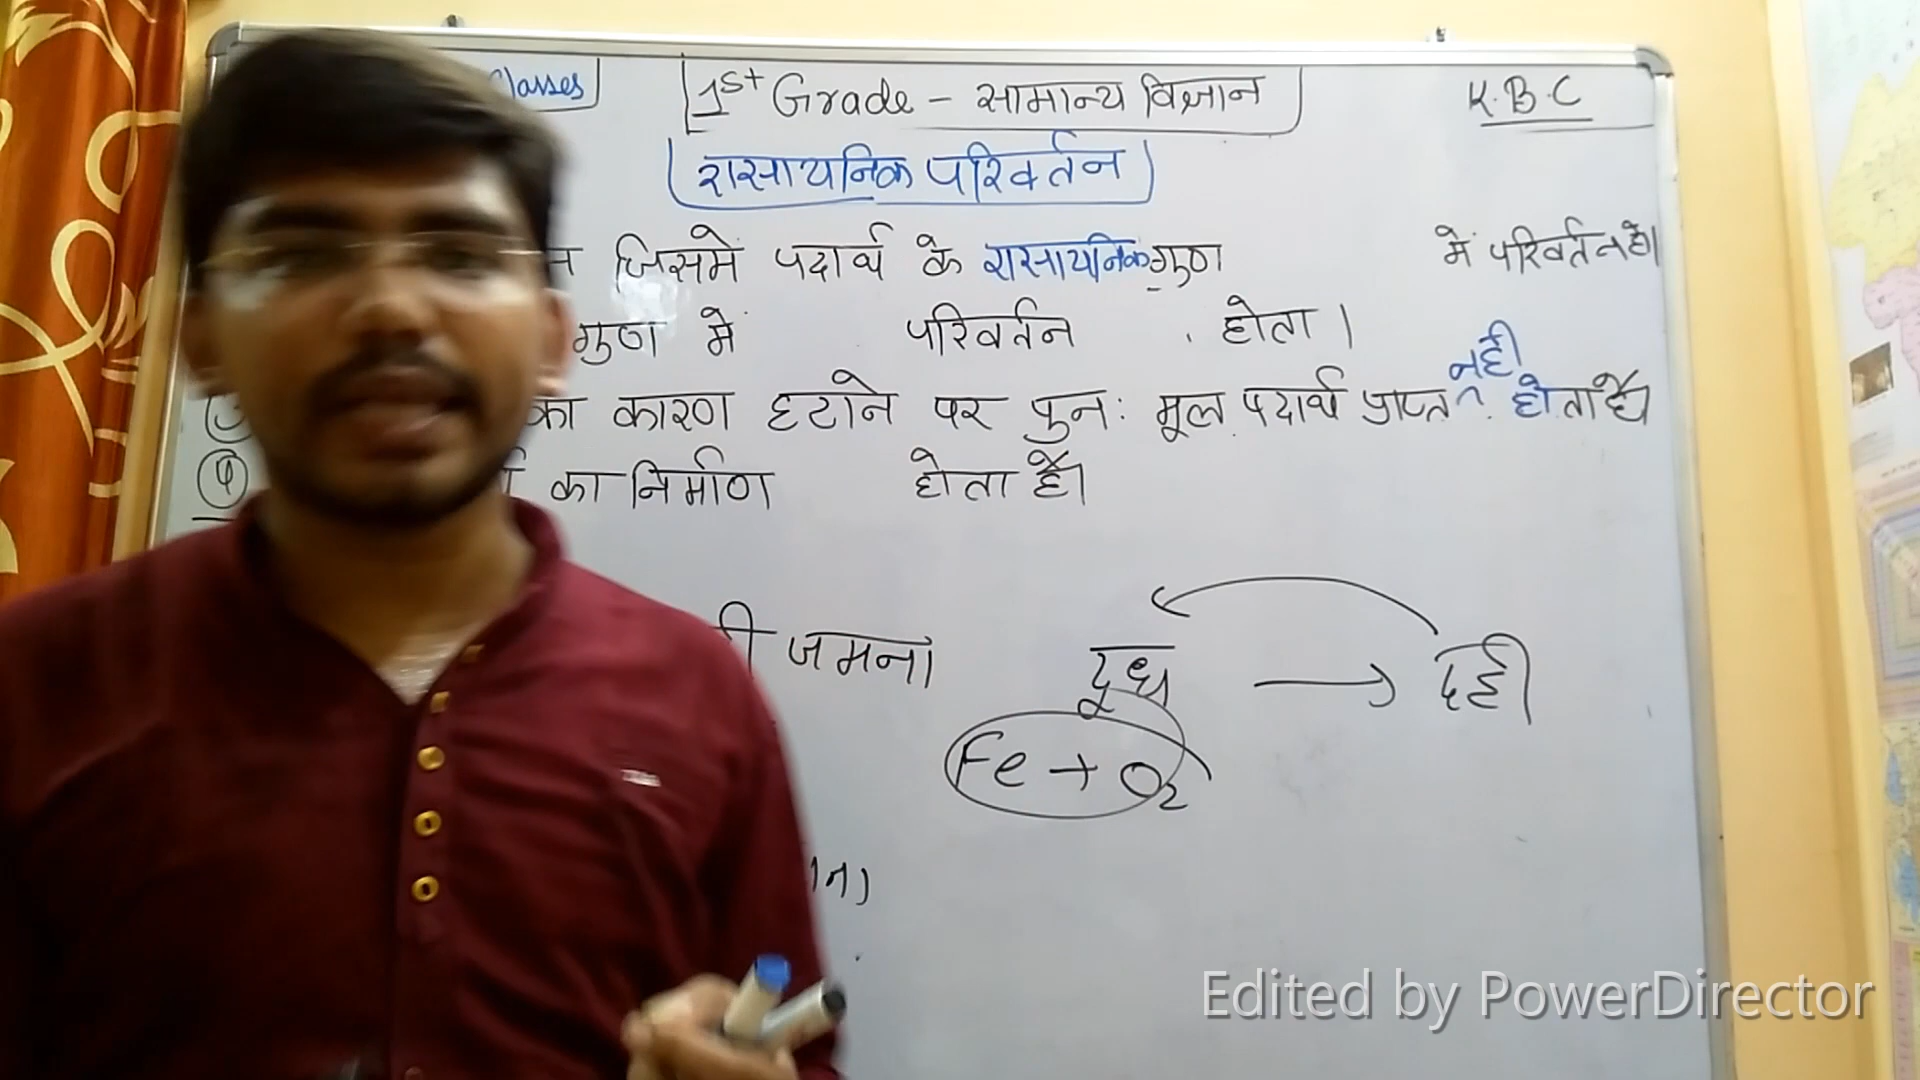 Classes
1st Grade - सामान्य विज्ञान
K.B.C
रासायनिक परिवर्तन
जिसमें पदार्थ के रासायनिक गुण में परिवर्तन हो।
गुण में परिवर्तन होता।
का कारण हटाने पर पुनः मूल पदार्थ प्राप्त नहीं होता है।
का निर्माण होता है।
जमना दूध → दही
Fe + O2
Edited by PowerDirector